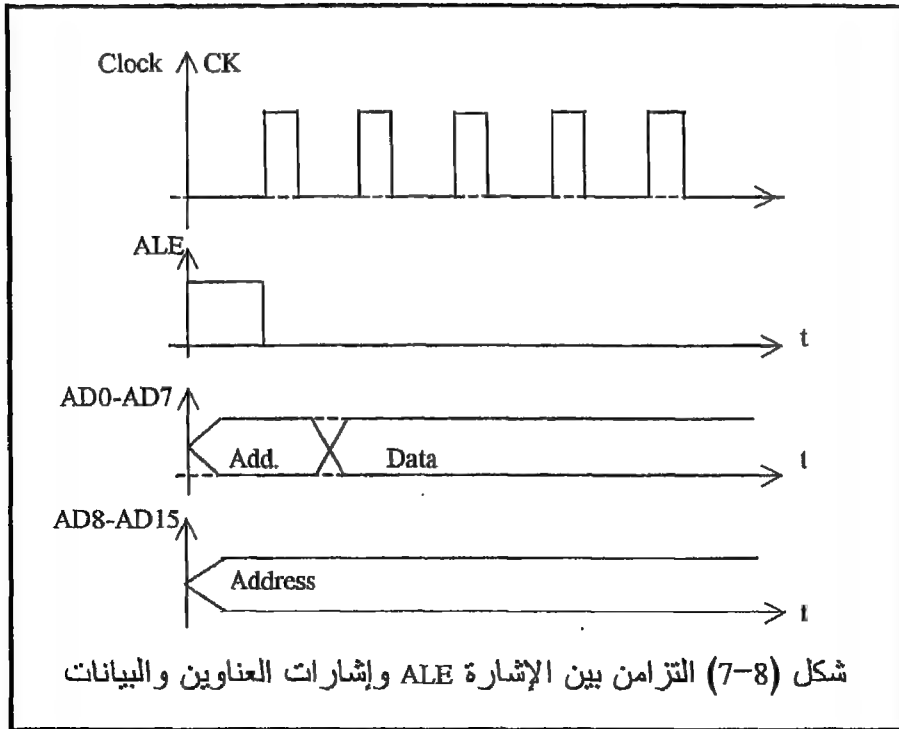 Clock CK
ALE
t
AD0-AD7
Add. Data
t
AD8-AD15
Address
t
شكل (8-7) التزامن بين الإشارة ALE وإشارات العناوين والبيانات